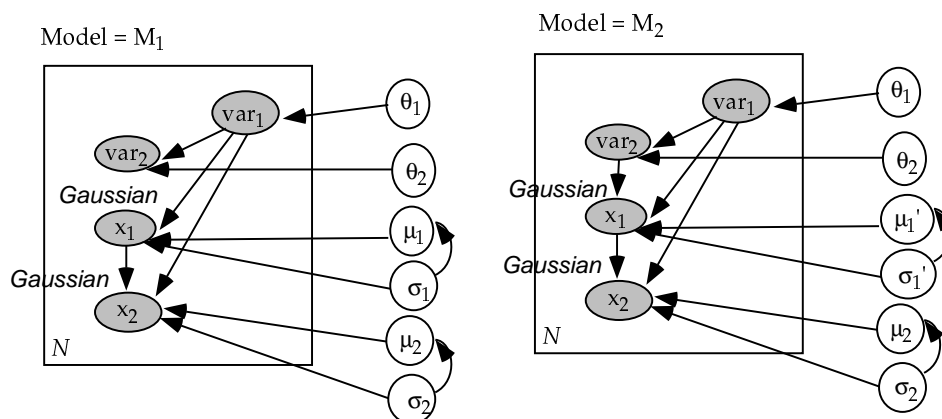 Model = M₁
var₁
θ₁
var₂
θ₂
Gaussian
x₁
μ₁
Gaussian
σ₁
x₂
μ₂
N
σ₂
Model = M₂
var₁
θ₁
var₂
θ₂
Gaussian
x₁
μ₁'
Gaussian
σ₁'
x₂
μ₂
N
σ₂